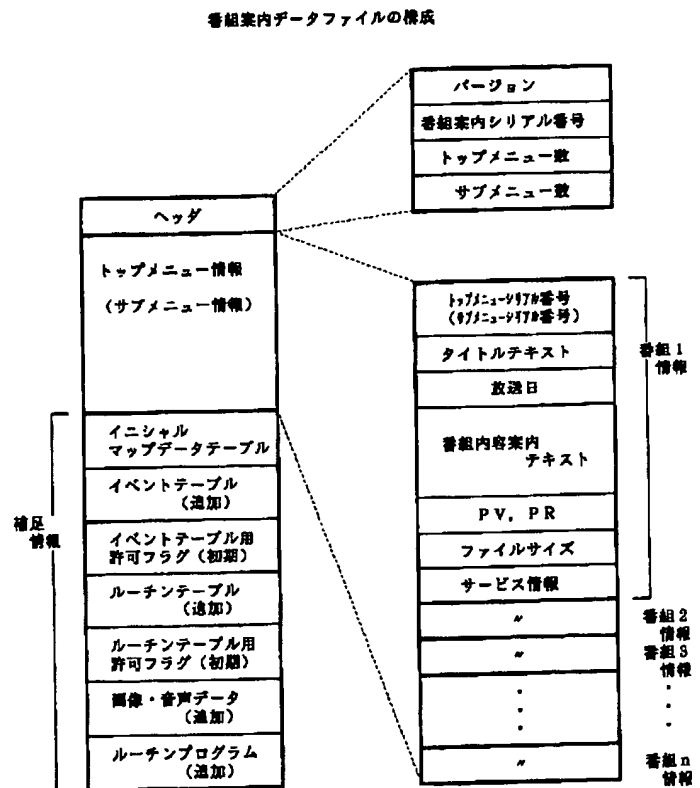 番組案内データファイルの構成
バージョン
番組案内シリアル番号
トップメニュー数
サブメニュー数
ヘッダ
トップメニュー情報
(サブメニュー情報)
イニシャル
マップデータテーブル
イベントテーブル
(追加)
イベントテーブル用
許可フラグ(初期)
ルーチンテーブル
(追加)
ルーチンテーブル用
許可フラグ(初期)
画像・音声データ
(追加)
ルーチンプログラム
(追加)
補足
情報
トップメニューシリアル番号
(サブメニューシリアル番号)
タイトルテキスト
放送日
番組内容案内
テキスト
PV, PR
ファイルサイズ
サービス情報
〃
〃
・
・
・
〃
番組1
情報
番組2
情報
番組3
情報
・
・
・
番組n
情報